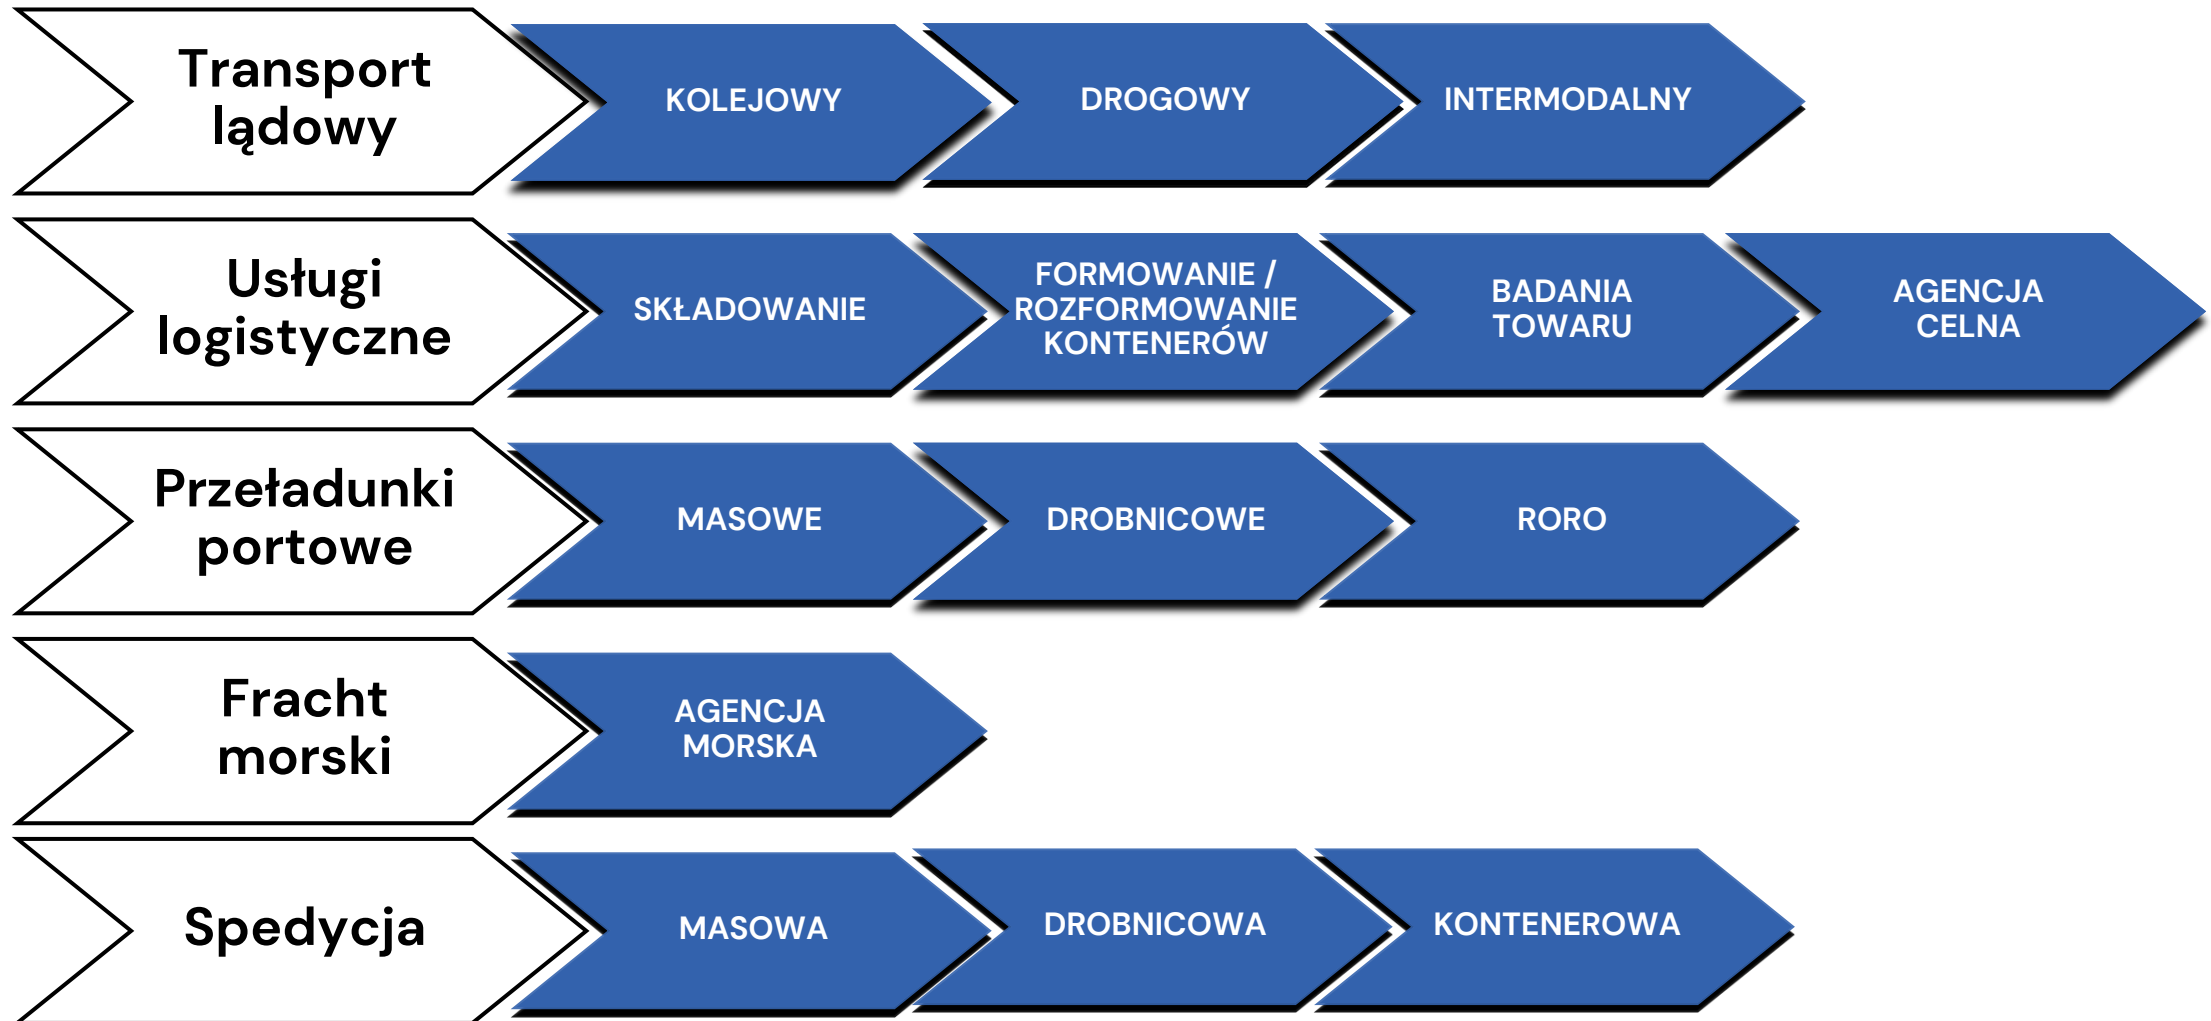 Transport
lądowy
KOLEJOWY
DROGOWY
INTERMODALNY
Usługi
logistyczne
SKŁADOWANIE
FORMOWANIE /
ROZFORMOWANIE
KONTENERÓW
BADANIA
TOWARU
AGENCJA
CELNA
Przeładunki
portowe
MASOWE
DROBNICOWE
RORO
Fracht
morski
AGENCJA
MORSKA
Spedycja
MASOWA
DROBNICOWA
KONTENEROWA